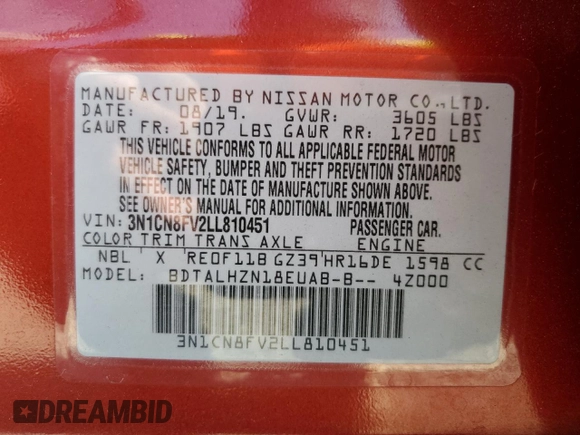 MANUFACTURED BY NISSAN MOTOR CO.,LTD.
DATE: 08/19. GVWR: 3605 LBS
GAWR FR: 1907 LBS GAWR RR: 1720 LBS
THIS VEHICLE CONFORMS TO ALL APPLICABLE FEDERAL MOTOR
VEHICLE SAFETY, BUMPER AND THEFT PREVENTION STANDARDS
IN EFFECT ON THE DATE OF MANUFACTURE SHOWN ABOVE.
SEE OWNER'S MANUAL FOR ADDITIONAL INFORMATION.
VIN: 3N1CN8FV2LL810451 PASSENGER CAR.
COLOR TRIM TRANS AXLE ENGINE
NBL X RE0F11B GZ39 HR16DE 1598 CC
MODEL: BDTALHZN18EUAB-B-- 4Z000
3N1CN8FV2LL810451
DREAMBID